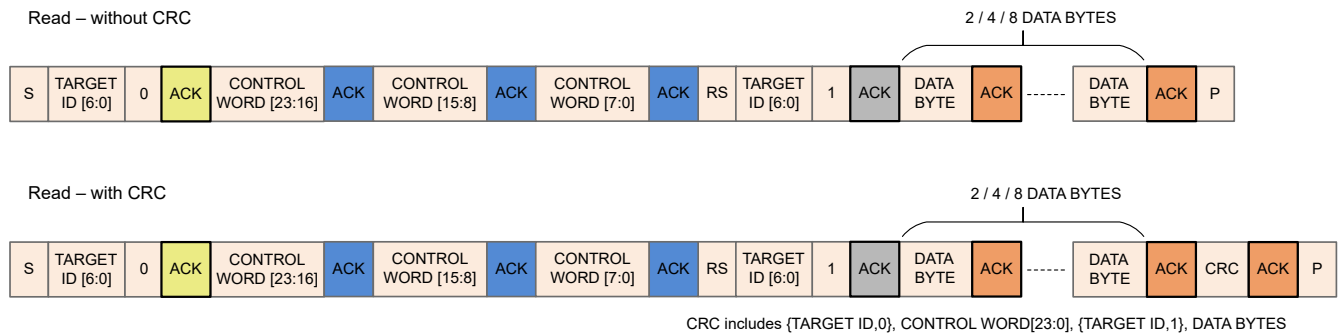 Read – without CRC
2 / 4 / 8 DATA BYTES
S TARGET ID [6:0] 0 ACK CONTROL WORD [23:16] ACK CONTROL WORD [15:8] ACK CONTROL WORD [7:0] ACK RS TARGET ID [6:0] 1 ACK DATA BYTE ACK ------ DATA BYTE ACK P
Read – with CRC
2 / 4 / 8 DATA BYTES
S TARGET ID [6:0] 0 ACK CONTROL WORD [23:16] ACK CONTROL WORD [15:8] ACK CONTROL WORD [7:0] ACK RS TARGET ID [6:0] 1 ACK DATA BYTE ACK ------ DATA BYTE ACK CRC ACK P
CRC includes {TARGET ID,0}, CONTROL WORD[23:0], {TARGET ID,1}, DATA BYTES